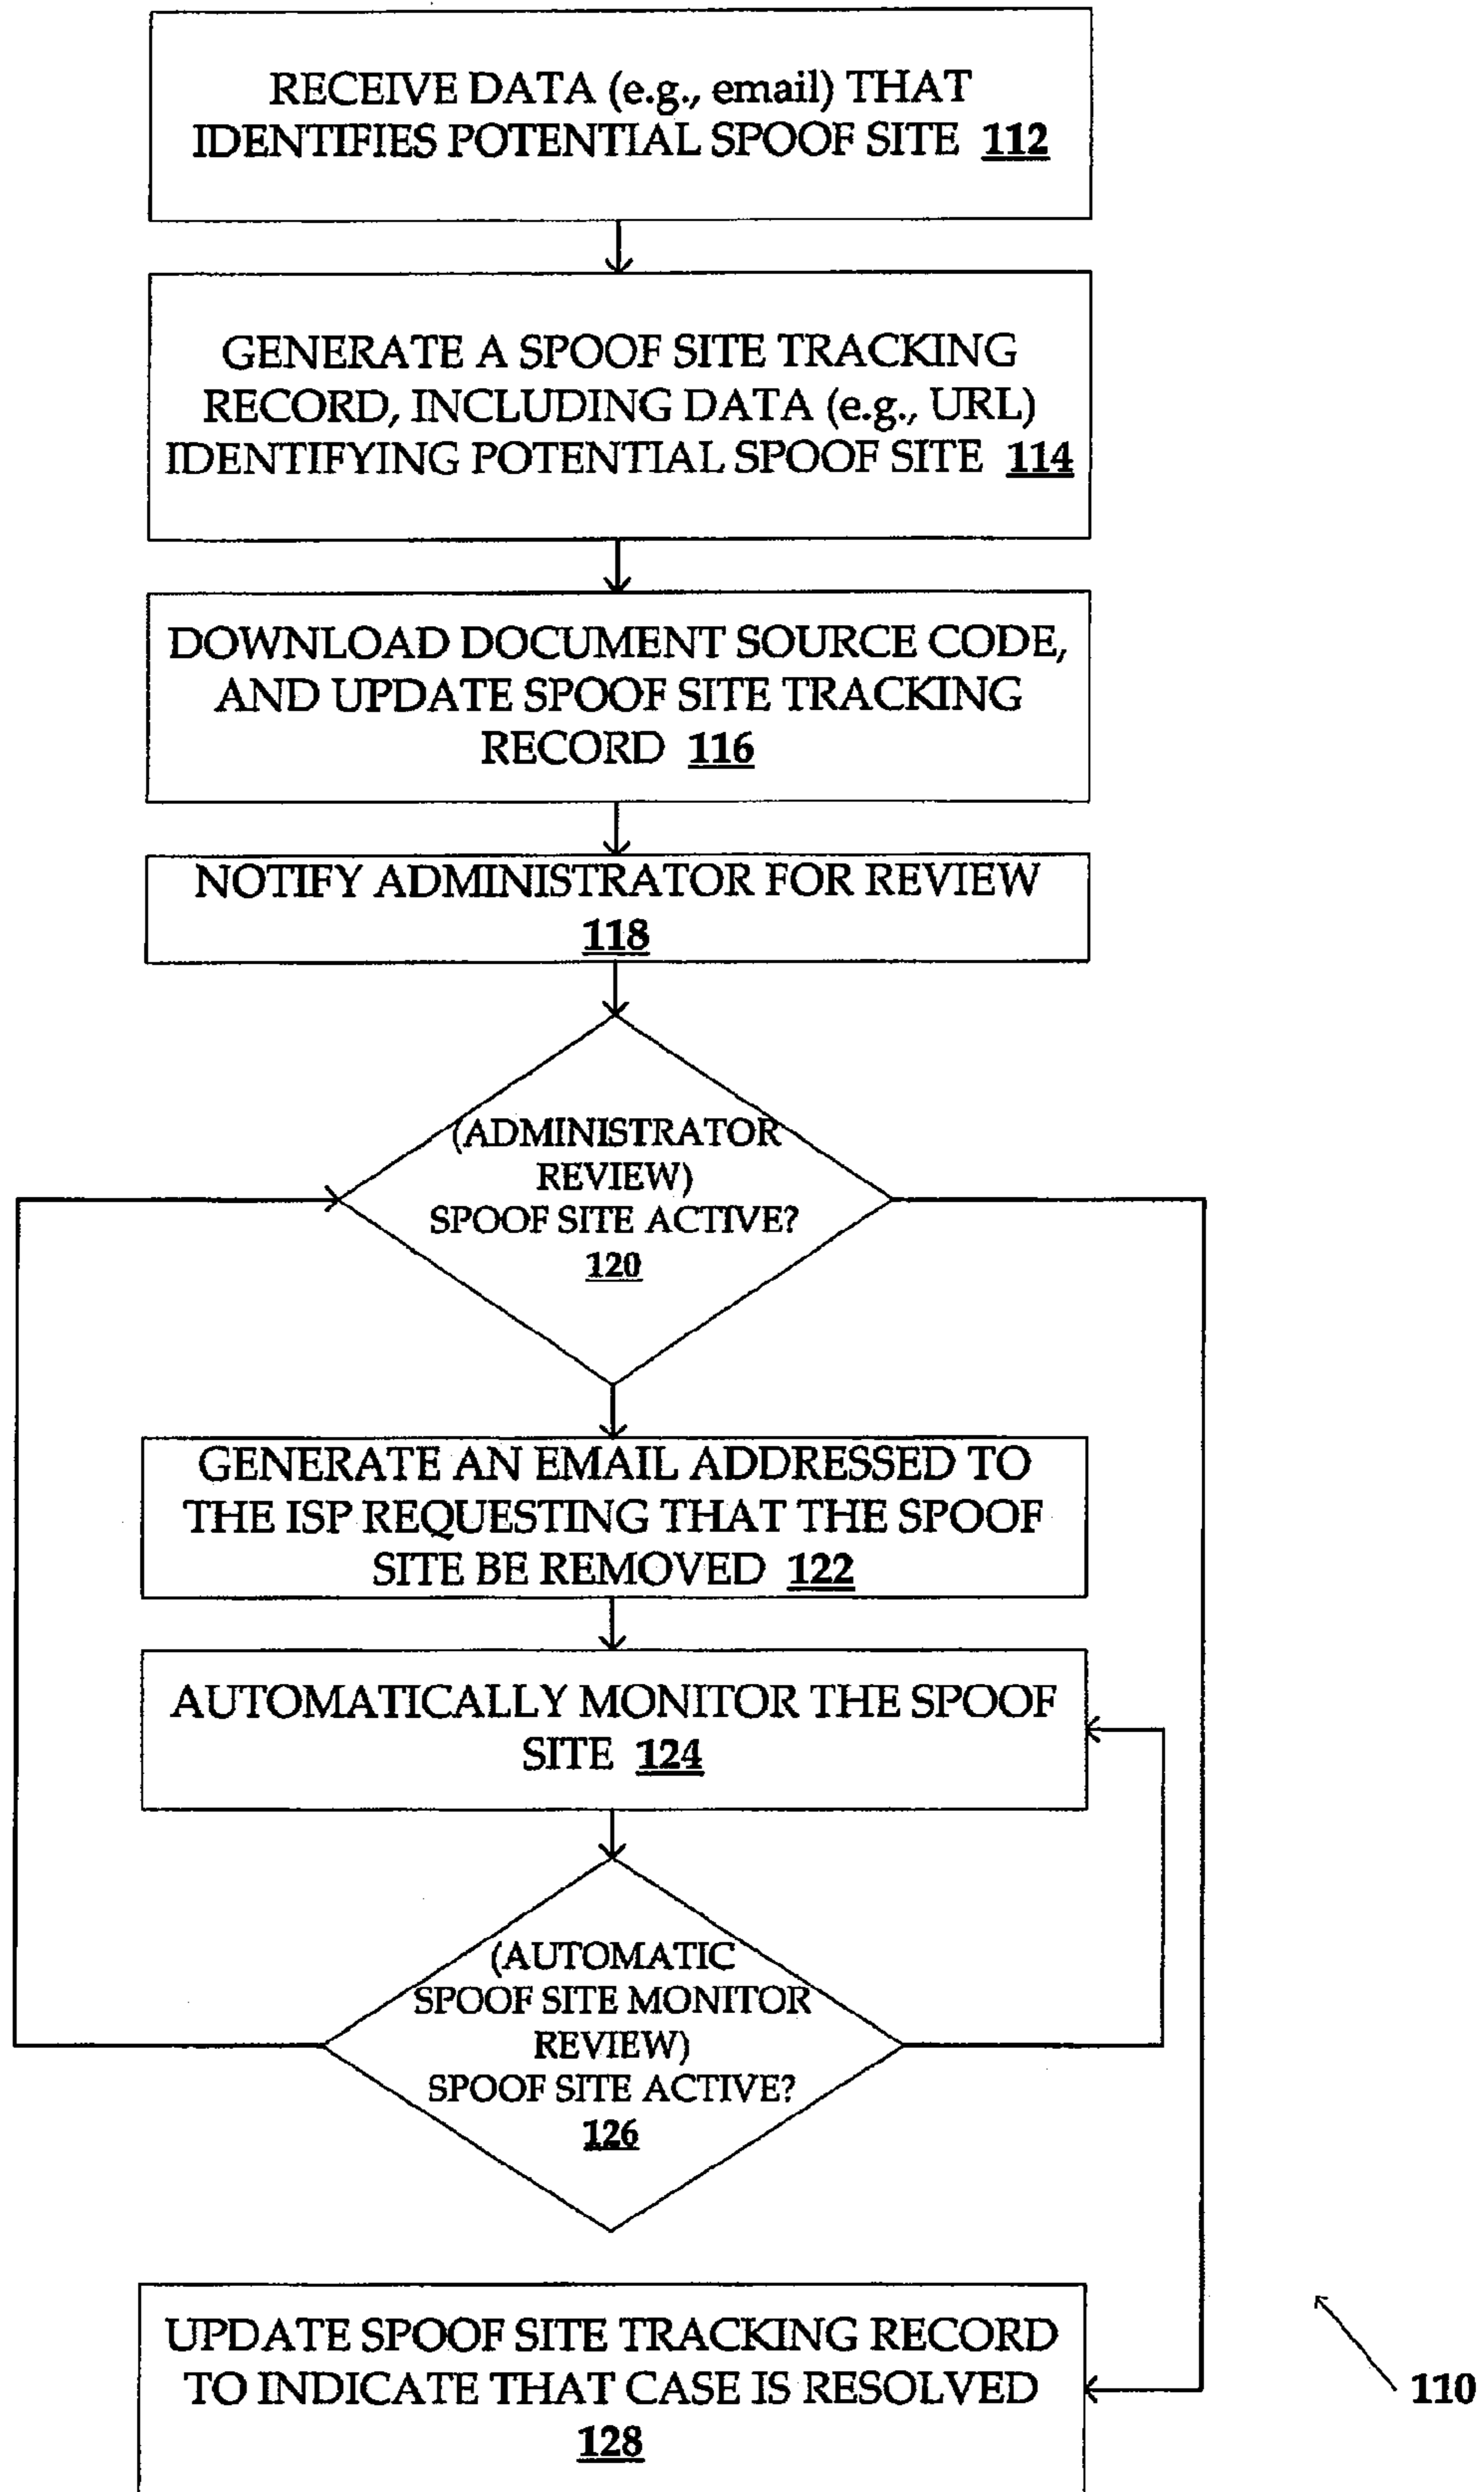 RECEIVE DATA (e.g., email) THAT
IDENTIFIES POTENTIAL SPOOF SITE 112
GENERATE A SPOOF SITE TRACKING
RECORD, INCLUDING DATA (e.g., URL)
IDENTIFYING POTENTIAL SPOOF SITE 114
DOWNLOAD DOCUMENT SOURCE CODE,
AND UPDATE SPOOF SITE TRACKING
RECORD 116
NOTIFY ADMINISTRATOR FOR REVIEW
118
(ADMINISTRATOR
REVIEW)
SPOOF SITE ACTIVE?
120
GENERATE AN EMAIL ADDRESSED TO
THE ISP REQUESTING THAT THE SPOOF
SITE BE REMOVED 122
AUTOMATICALLY MONITOR THE SPOOF
SITE 124
(AUTOMATIC
SPOOF SITE MONITOR
REVIEW)
SPOOF SITE ACTIVE?
126
UPDATE SPOOF SITE TRACKING RECORD
TO INDICATE THAT CASE IS RESOLVED
128
110